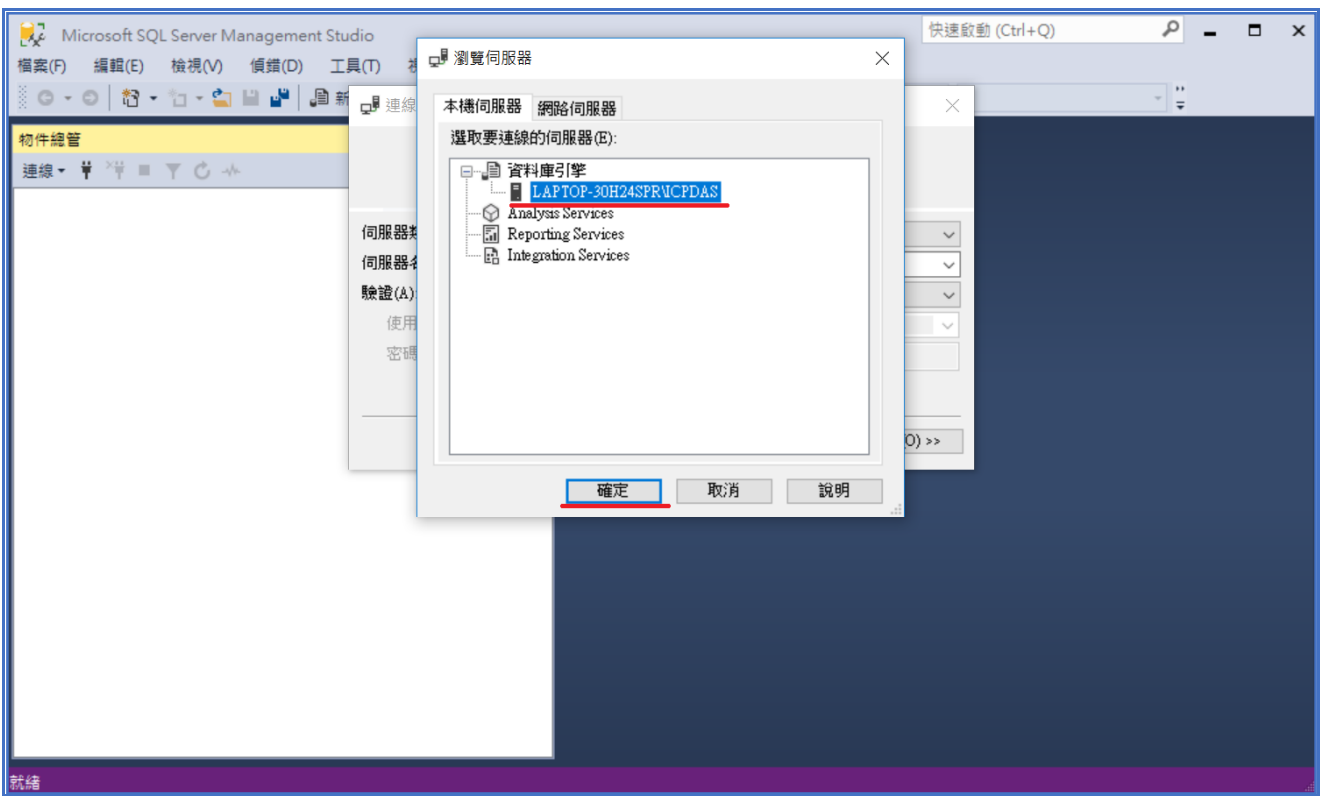 Microsoft SQL Server Management Studio
快速啟動 (Ctrl+Q)
檔案(F) 編輯(E) 檢視(V) 偵錯(D) 工具(T)
新
物件總管
連線
連線
伺服器
伺服器名
驗證(A):
使用
密碼
(O) >>
瀏覽伺服器
本機伺服器 網路伺服器
選取要連線的伺服器(E):
資料庫引擎
LAPTOP-30H24SPR\ICPDAS
Analysis Services
Reporting Services
Integration Services
確定 取消 說明
就緒